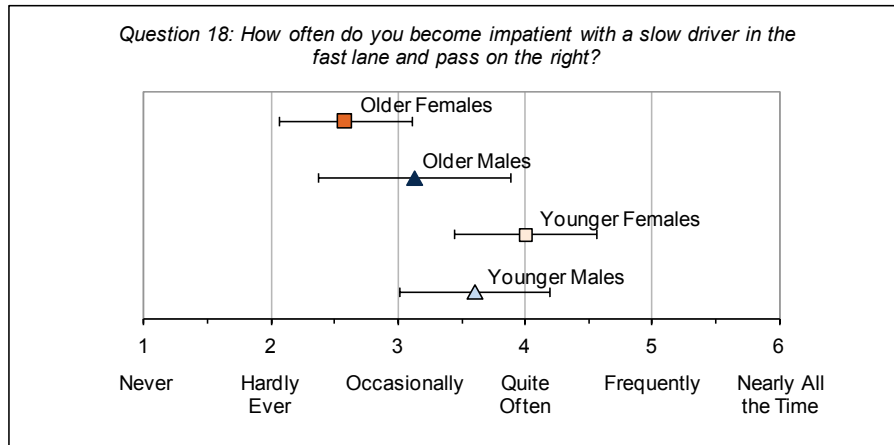 Question 18: How often do you become impatient with a slow driver in the
fast lane and pass on the right?
Older Females
Older Males
Younger Females
Younger Males
1 2 3 4 5 6
Never Hardly Ever Occasionally Quite Often Frequently Nearly All the Time